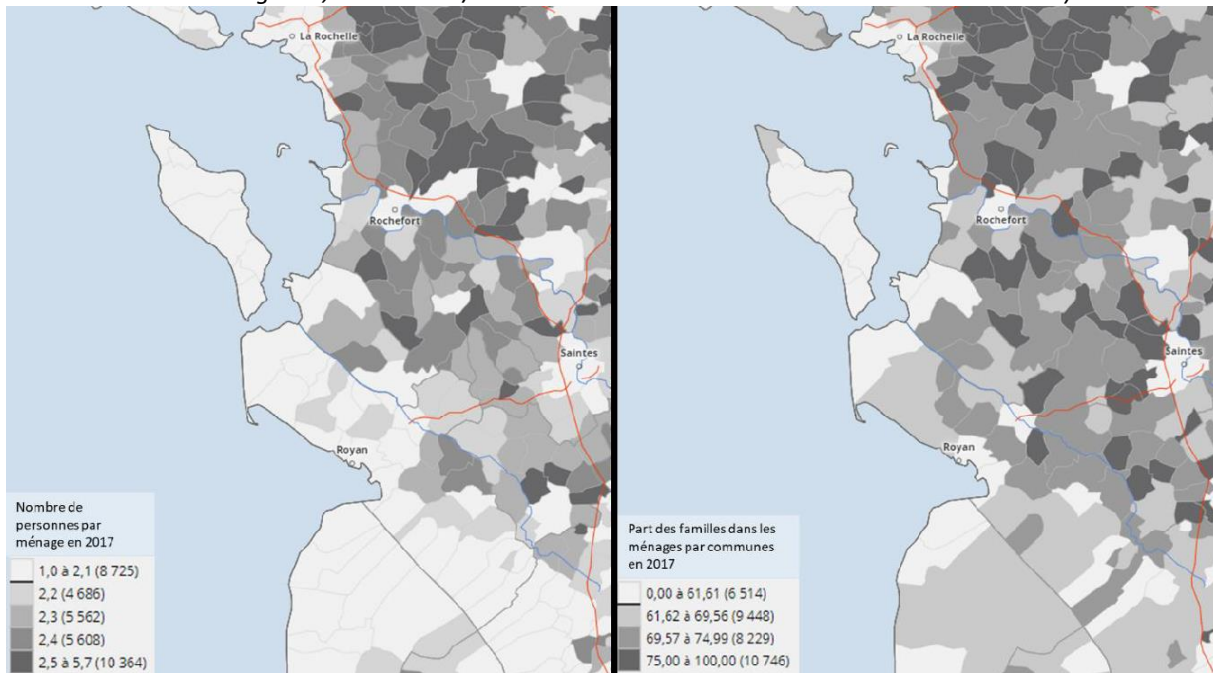 La Rochelle
Rochefort
Saintes
Royan
Nombre de
personnes par
ménage en 2017
1,0 à 2,1 (8 725)
2,2 (4 686)
2,3 (5 562)
2,4 (5 608)
2,5 à 5,7 (10 364)
La Rochelle
Rochefort
Saintes
Royan
Part des familles dans les
ménages par communes
en 2017
0,00 à 61,61 (6 514)
61,62 à 69,56 (9 448)
69,57 à 74,99 (8 229)
75,00 à 100,00 (10 746)